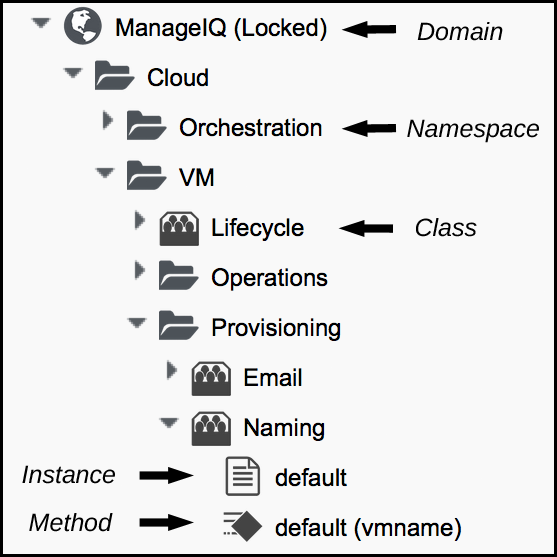 ManageIQ (Locked) Domain
Cloud
Orchestration Namespace
VM
Lifecycle Class
Operations
Provisioning
Email
Naming
Instance default
Method default (vmname)